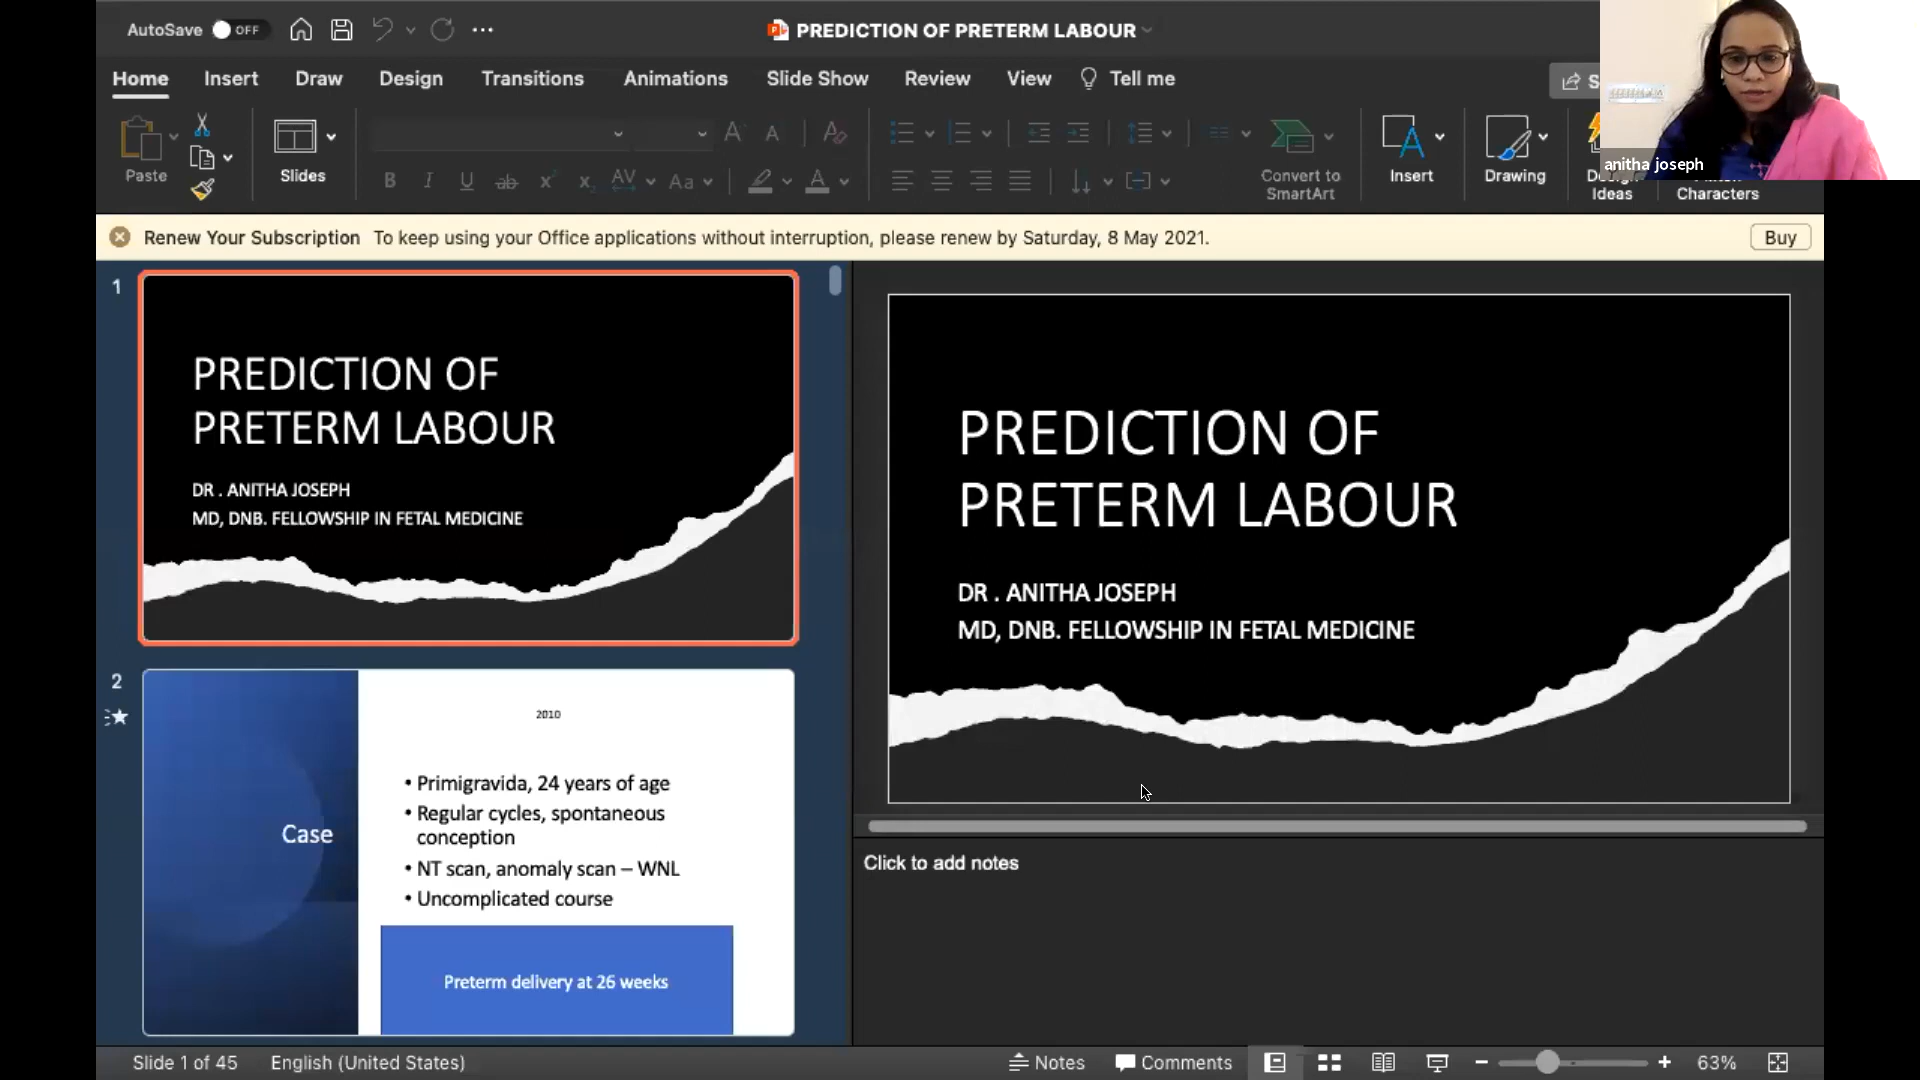 AutoSave OFF
PREDICTION OF PRETERM LABOUR
Home Insert Draw Design Transitions Animations Slide Show Review View Tell me
S
Paste
Slides
Convert to
SmartArt
Insert
Drawing
Ideas
Characters
anitha joseph
Renew Your Subscription To keep using your Office applications without interruption, please renew by Saturday, 8 May 2021.
Buy
1
PREDICTION OF
PRETERM LABOUR
DR . ANITHA JOSEPH
MD, DNB. FELLOWSHIP IN FETAL MEDICINE
2
2010
Case
• Primigravida, 24 years of age
• Regular cycles, spontaneous
conception
• NT scan, anomaly scan – WNL
• Uncomplicated course
Preterm delivery at 26 weeks
PREDICTION OF
PRETERM LABOUR
DR . ANITHA JOSEPH
MD, DNB. FELLOWSHIP IN FETAL MEDICINE
Click to add notes
Slide 1 of 45 English (United States) Notes Comments 63%